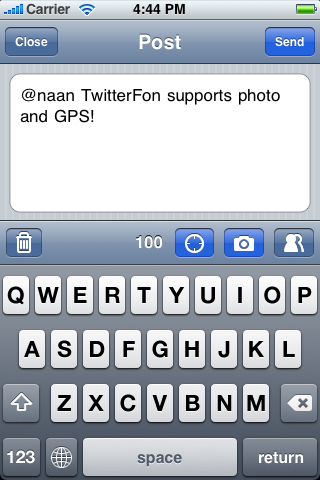 Carrier 4:44 PM
Close Post Send
@naan TwitterFon supports photo
and GPS!
100
Q W E R T Y U I O P
A S D F G H J K L
Z X C V B N M
123 space return